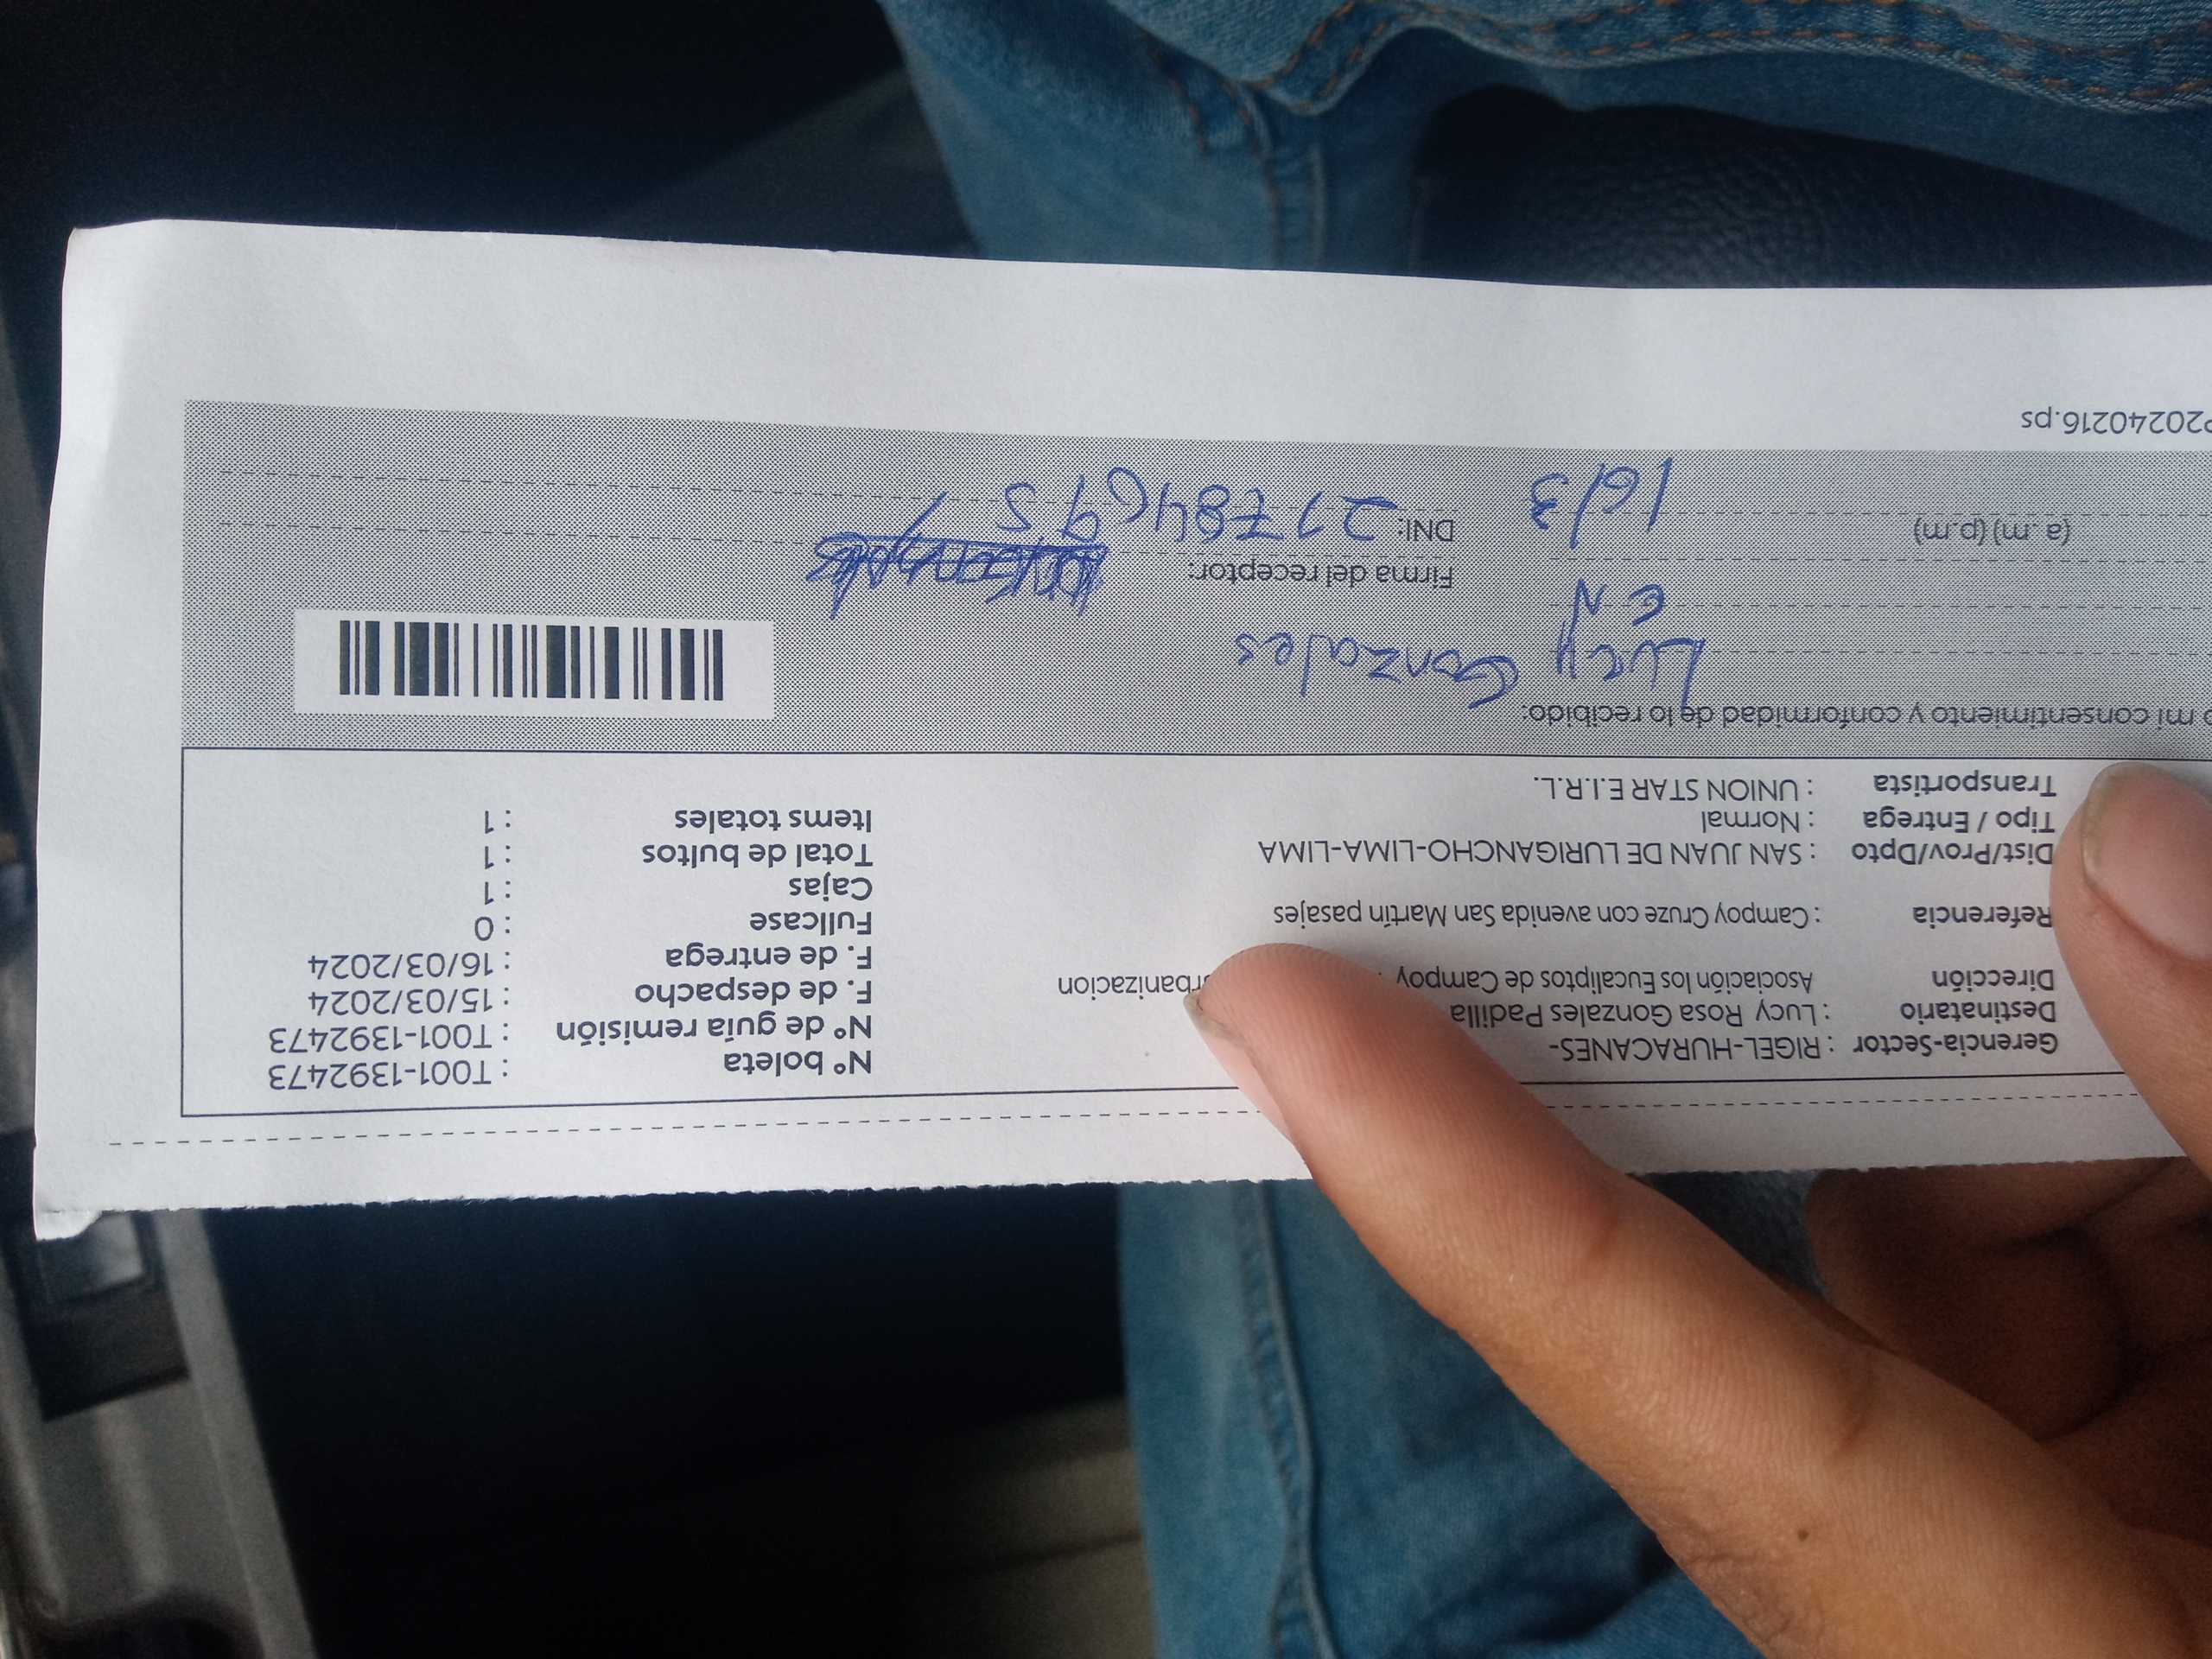 Gerencia-Sector : RIGEL-HURACANES-
Destinatario : Lucy Rosa Gonzales Padilla
Dirección Asociación los Eucaliptos de Campoy rbanizacion
Referencia : Campoy Cruze con avenida San Martín pasajes
Dist/Prov/Dpto : SAN JUAN DE LURIGANCHO-LIMA-LIMA
Tipo / Entrega : Normal
Transportista : UNION STAR E.I.R.L.
N° boleta : T001-1392473
N° de guía remisión : T001-1392473
F. de despacho : 15/03/2024
F. de entrega : 16/03/2024
Fullcase : 0
Cajas : 1
Total de bultos : 1
Items totales : 1
mi consentimiento y conformidad de lo recibido:
Lucy Gonzales
EN
Firma del receptor:
(a .m) (p.m) 16/3
DNI:
20240216.ps